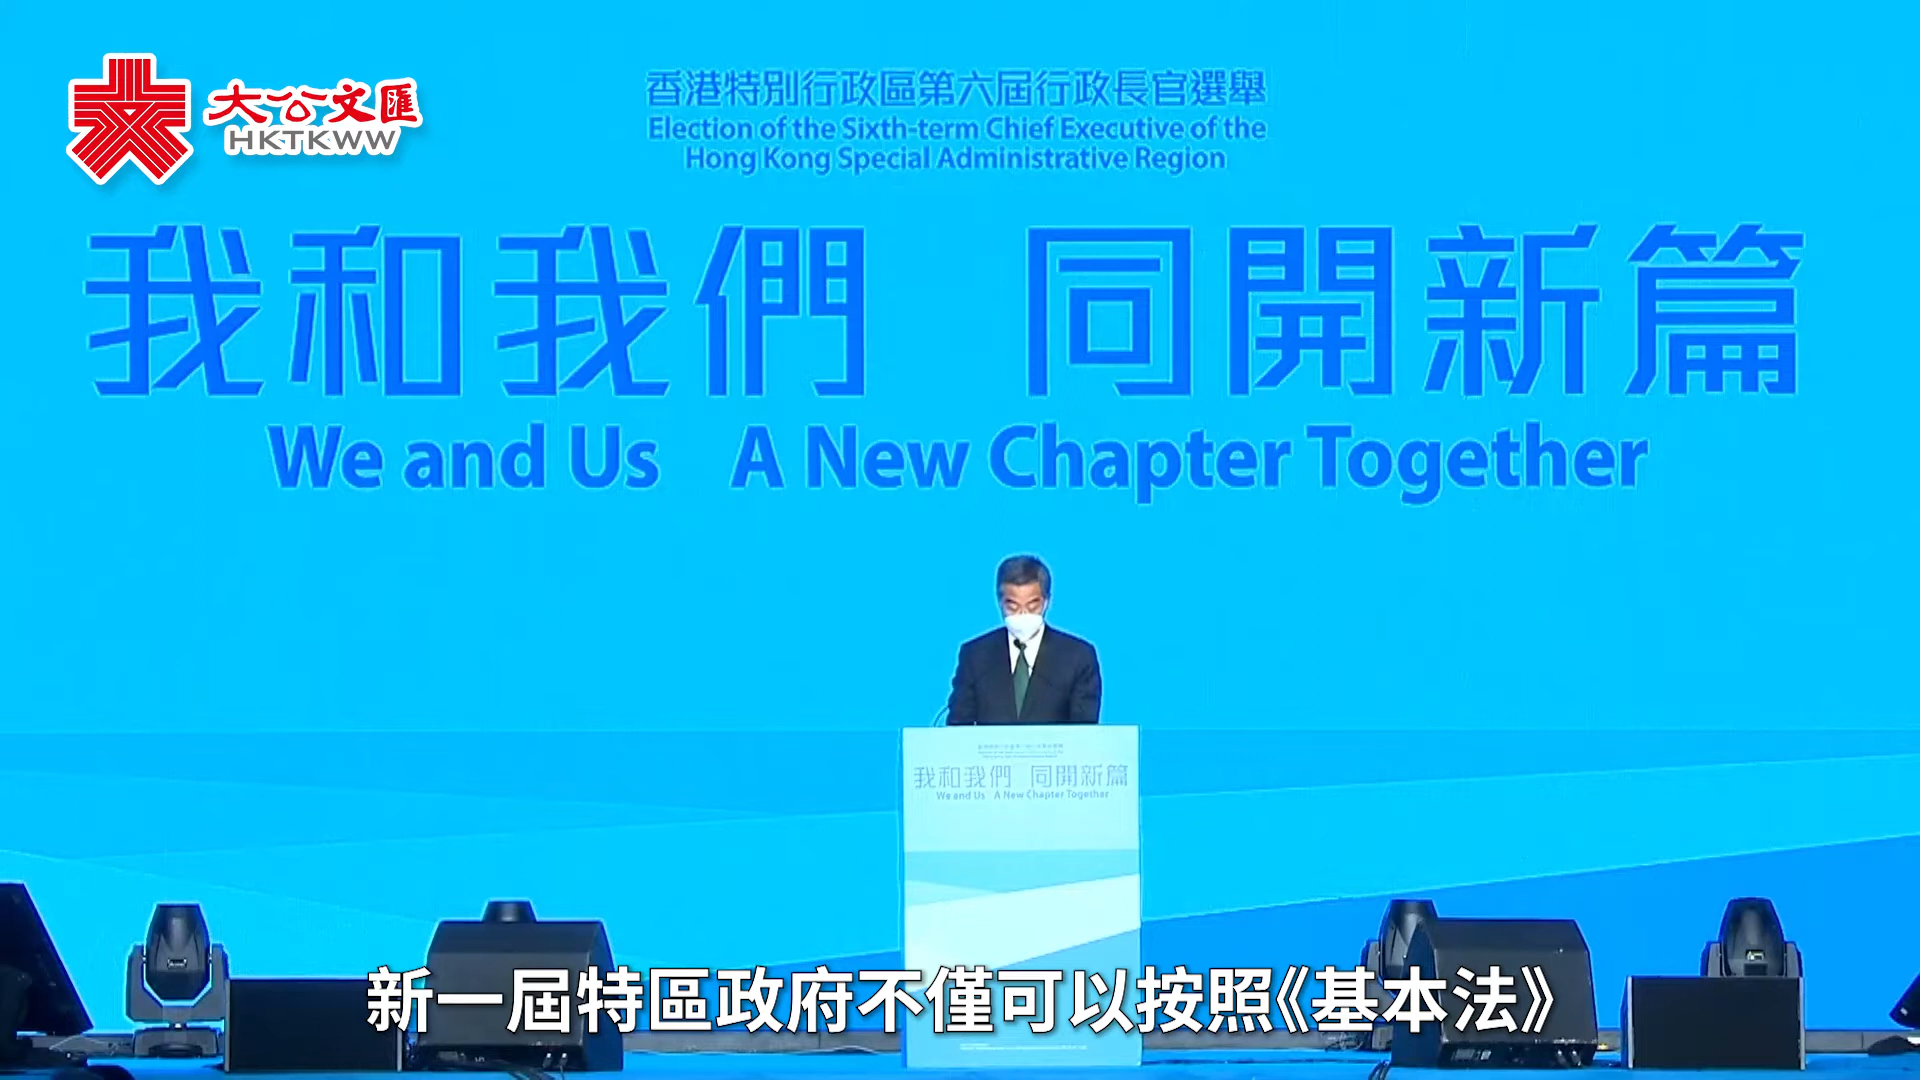 大公文匯
HKTKWW
香港特別行政區第六屆行政長官選舉
Election of the Sixth-term Chief Executive of the
Hong Kong Special Administrative Region
我和我們 同開新篇
We and Us A New Chapter Together
我和我們 同開新篇
We and Us A New Chapter Together
新一屆特區政府不僅可以按照《基本法》